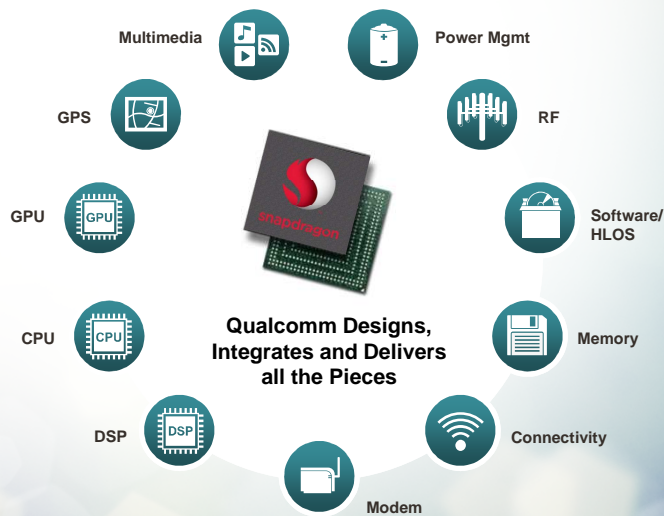 Multimedia
Power Mgmt
GPS
RF
GPU
GPU
snapdragon
Software/
HLOS
CPU
CPU
Qualcomm Designs,
Integrates and Delivers
all the Pieces
Memory
DSP
DSP
Connectivity
Modem